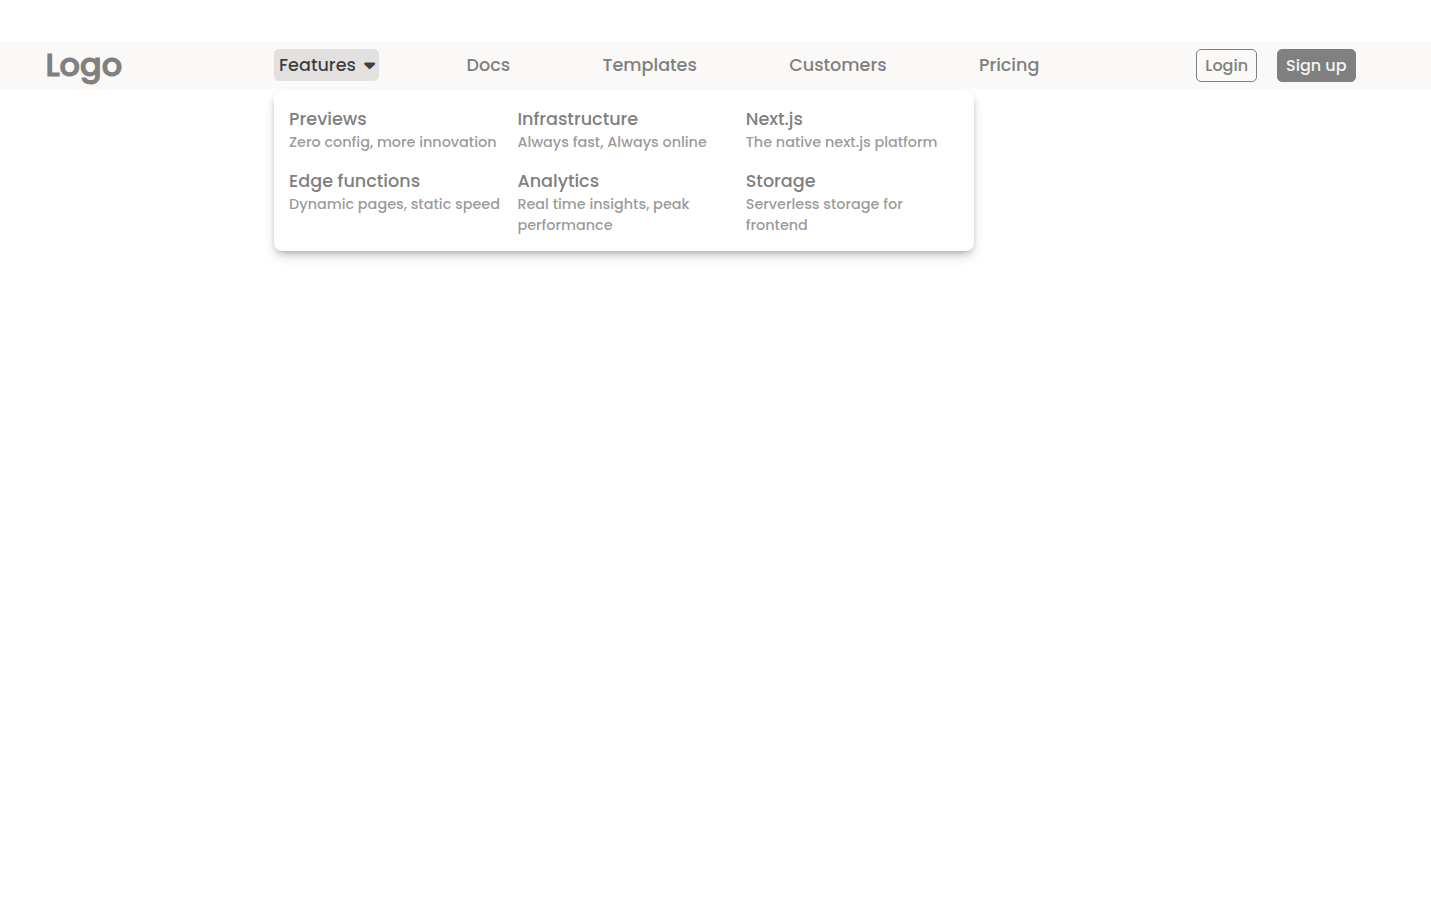 Logo
Features
Docs
Templates
Customers
Pricing
Login
Sign up
Previews
Zero config, more innovation
Infrastructure
Always fast, Always online
Next.js
The native next.js platform
Edge functions
Dynamic pages, static speed
Analytics
Real time insights, peak
performance
Storage
Serverless storage for
frontend